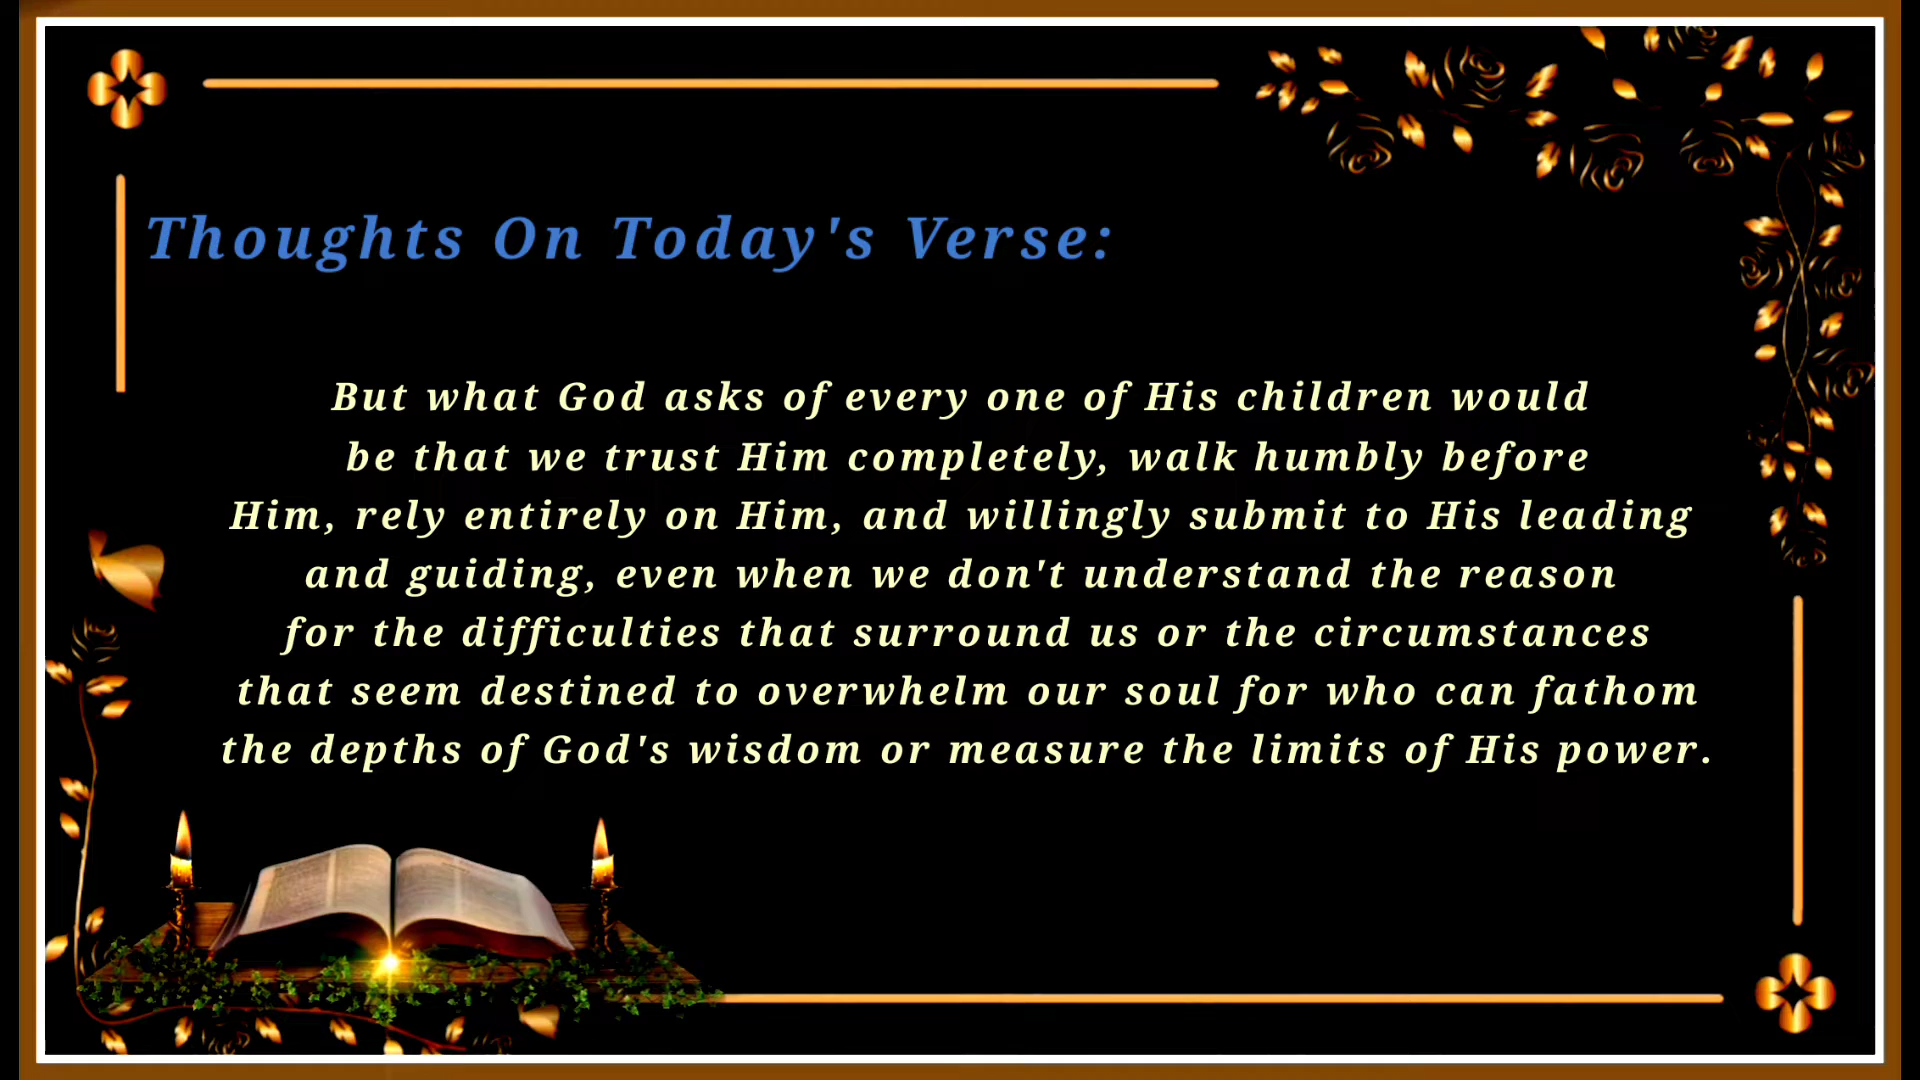 Thoughts On Today's Verse:
But what God asks of every one of His children would
be that we trust Him completely, walk humbly before
Him, rely entirely on Him, and willingly submit to His leading
and guiding, even when we don't understand the reason
for the difficulties that surround us or the circumstances
that seem destined to overwhelm our soul for who can fathom
the depths of God's wisdom or measure the limits of His power.